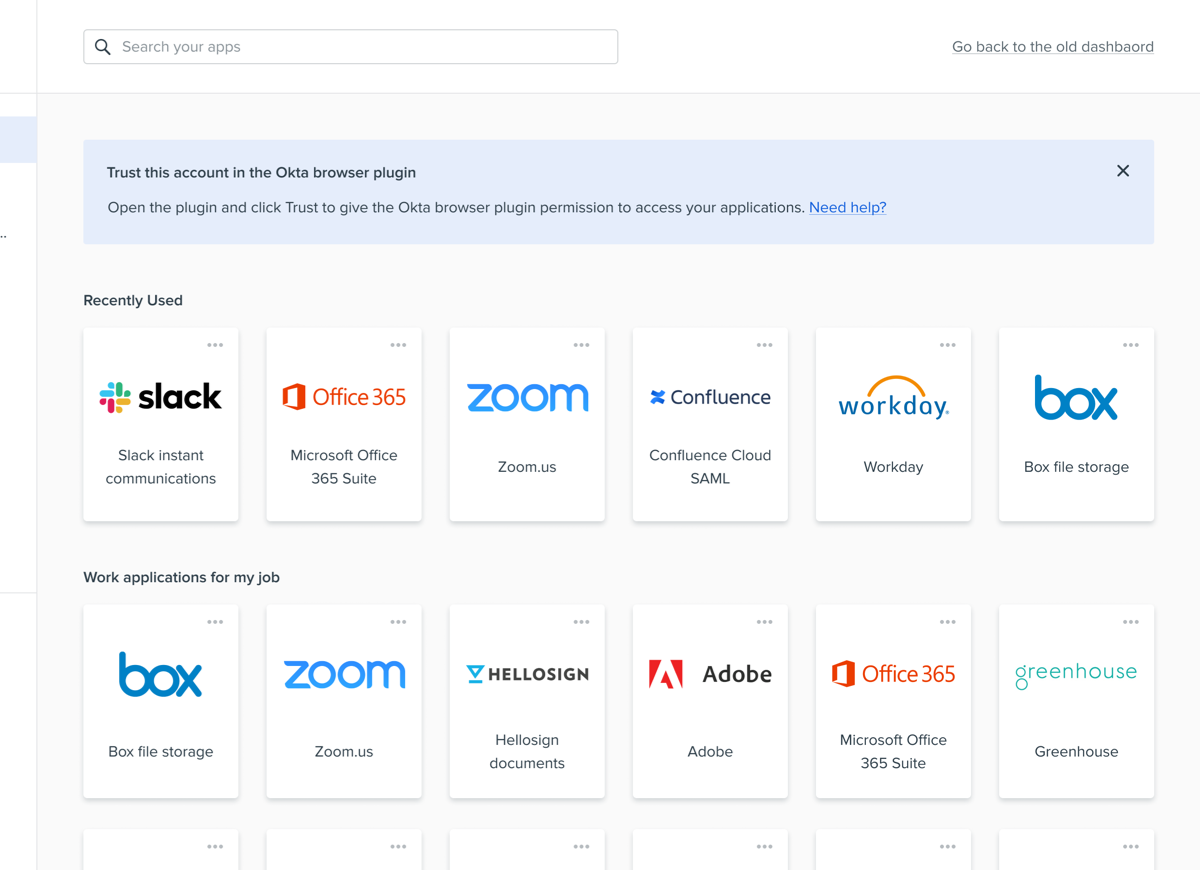 Search your apps
Go back to the old dashbaord
Trust this account in the Okta browser plugin
Open the plugin and click Trust to give the Okta browser plugin permission to access your applications. Need help?
..
Recently Used
slack
Office 365
zoom
Confluence
workday.
box
Slack instant
communications
Microsoft Office
365 Suite
Zoom.us
Confluence Cloud
SAML
Workday
Box file storage
Work applications for my job
box
zoom
HELLOSIGN
Adobe
Office 365
greenhouse
Box file storage
Zoom.us
Hellosign
documents
Adobe
Microsoft Office
365 Suite
Greenhouse